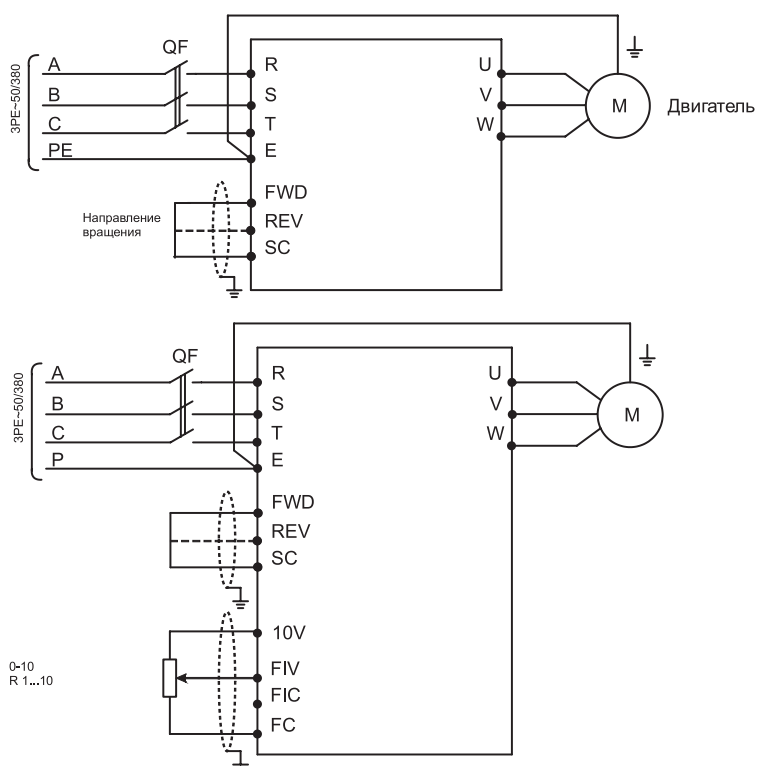 QF
3PE~50/380
A
B
C
PE
R
S
T
E
U
V
W
M
Двигатель
Направление
вращения
FWD
REV
SC
QF
3PE~50/380
A
B
C
P
R
S
T
E
U
V
W
M
FWD
REV
SC
0-10
R 1...10
10V
FIV
FIC
FC